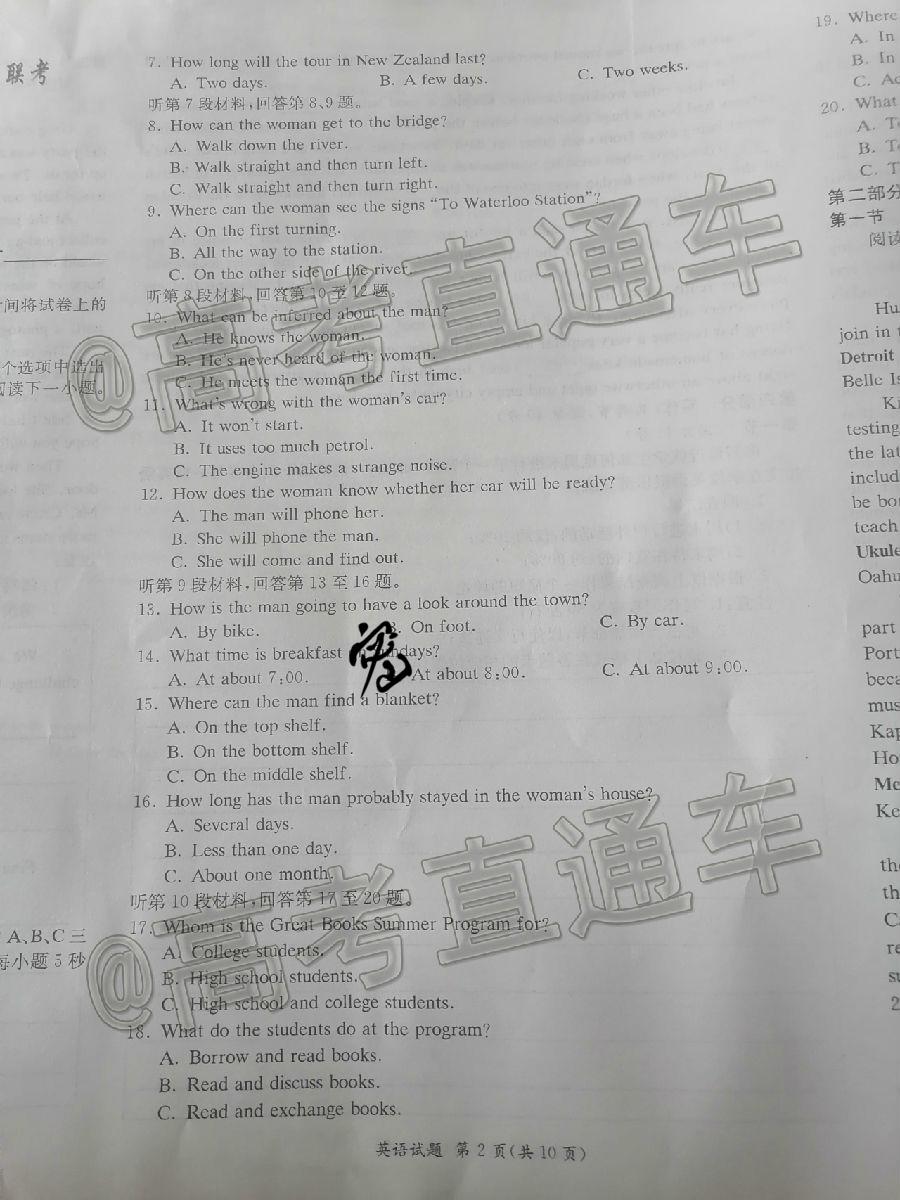 联考
间将试卷上的
个选项中选出
阅读下一小题。
A,B,C三
每小题5秒
7. How long will the tour in New Zealand last?
A. Two days. B. A few days. C. Two weeks.
听第7段材料,回答第8、9题。
8. How can the woman get to the bridge?
A. Walk down the river.
B. Walk straight and then turn left.
C. Walk straight and then turn right.
9. Where can the woman see the signs "To Waterloo Station"?
A. On the first turning.
B. All the way to the station.
C. On the other side of the river.
听第8段材料,回答第10至12题。
10. What can be inferred about the man?
A. He knows the woman.
B. He's never heard of the woman.
C. He meets the woman the first time.
11. What's wrong with the woman's car?
A. It won't start.
B. It uses too much petrol.
C. The engine makes a strange noise.
12. How does the woman know whether her car will be ready?
A. The man will phone her.
B. She will phone the man.
C. She will come and find out.
听第9段材料,回答第13至16题。
13. How is the man going to have a look around the town?
A. By bike. B. On foot. C. By car.
14. What time is breakfast
A. At about 7:00. At about 8:00. C. At about 9:00.
15. Where can the man find a blanket?
A. On the top shelf.
B. On the bottom shelf.
C. On the middle shelf.
16. How long has the man probably stayed in the woman's house?
A. Several days.
B. Less than one day.
C. About one month.
听第10段材料,回答第17至20题。
17. Whom is the Great Books Summer Program for?
A. College students.
B. High school students.
C. High school and college students.
18. What do the students do at the program?
A. Borrow and read books.
B. Read and discuss books.
C. Read and exchange books.
英语试题 第2页(共10页)
19. Where
A. In
B. In
C.
20. What
A.
B.
C.
第二部分
第一节
阅读
join in
Detroit
Belle Is
testing
the
be
teach
Oahu
part
Port
@高考直通车
@高考直通车